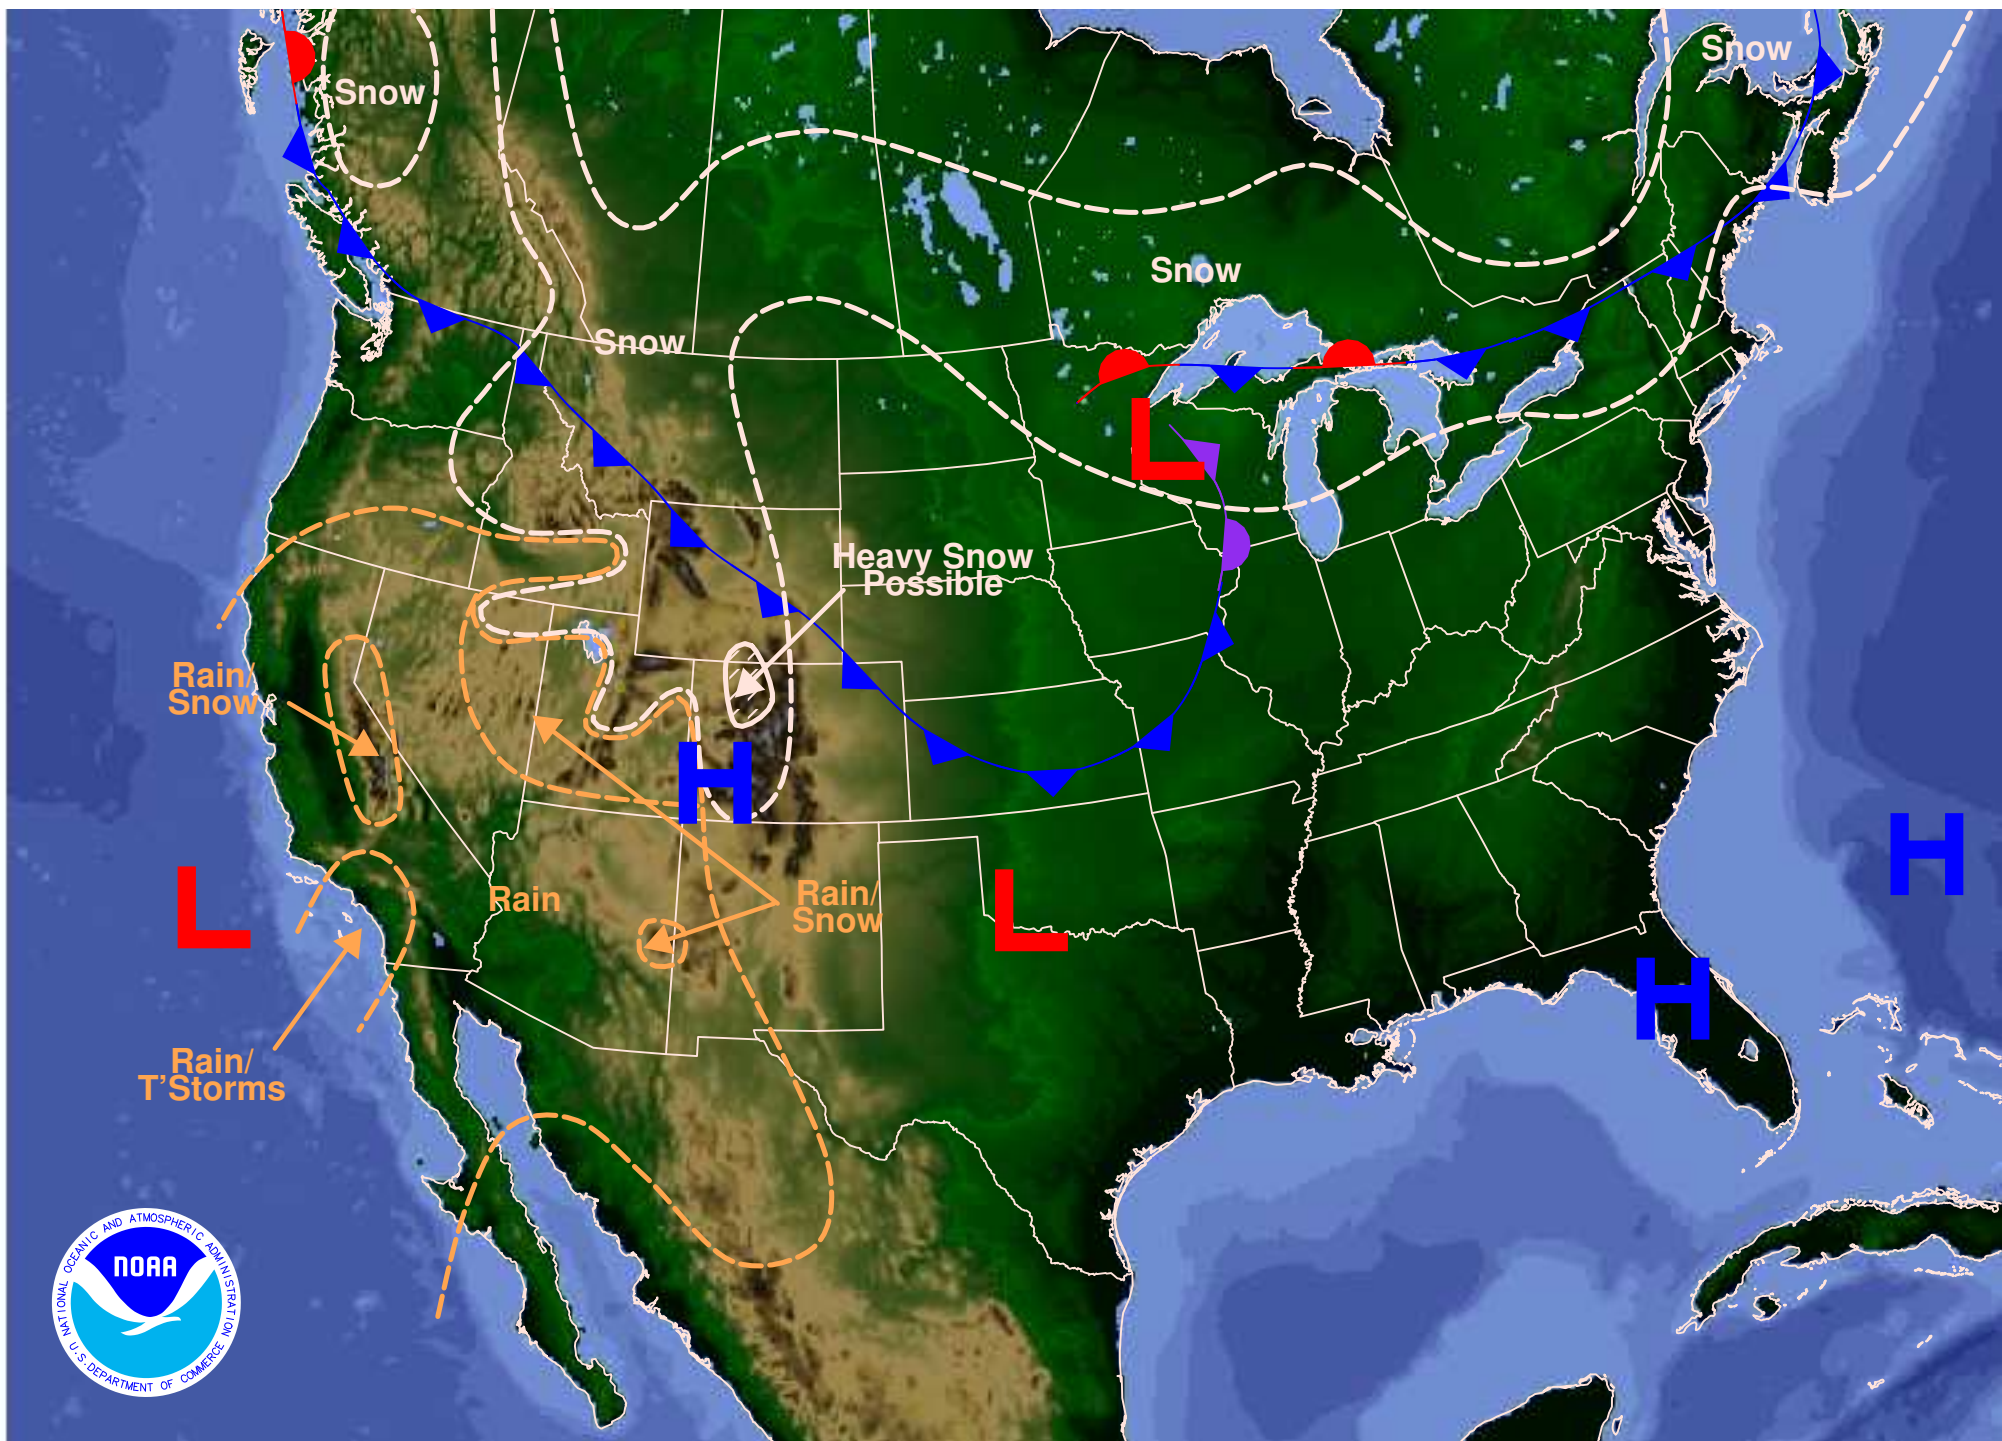 Snow
Snow
Snow
Snow
Heavy Snow
Possible
Rain/
Snow
H
L
L
H
L
Rain
Rain/
Snow
L
H
H
Rain/
T'Storms
NATIONAL OCEANIC AND ATMOSPHERIC ADMINISTRATION
NOAA
U.S. DEPARTMENT OF COMMERCE